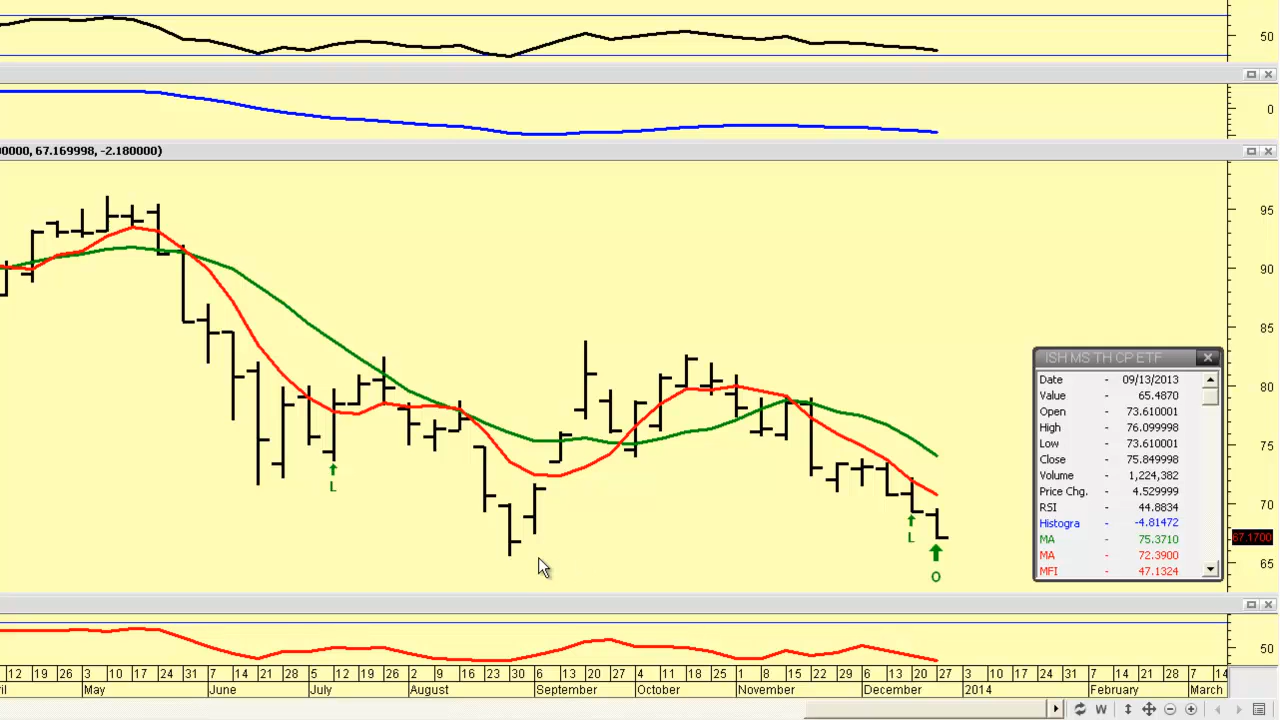 50
0
0000, 67.169998, -2.180000)
95
90
85
80
75
70
65
67.1700
L
L
O
ISH MS TH CP ETF
Date - 09/13/2013
Value - 65.4870
Open - 73.610001
High - 76.099998
Low - 73.610001
Close - 75.849998
Volume - 1,224,382
Price Chg. - 4.529999
RSI - 44.8834
Histogra - -4.81472
MA - 75.3710
MA - 72.3900
MFI - 47.1324
50
12 19 26 3 10 17 24 31 7 14 21 28 5 12 19 26 2 9 16 23 30 6 13 20 27 4 11 18 25 1 8 15 22 29 6 13 20 27 3 10 17 24 31 7 14 21 28 7 14
il May June July August September October November December 2014 February March
W